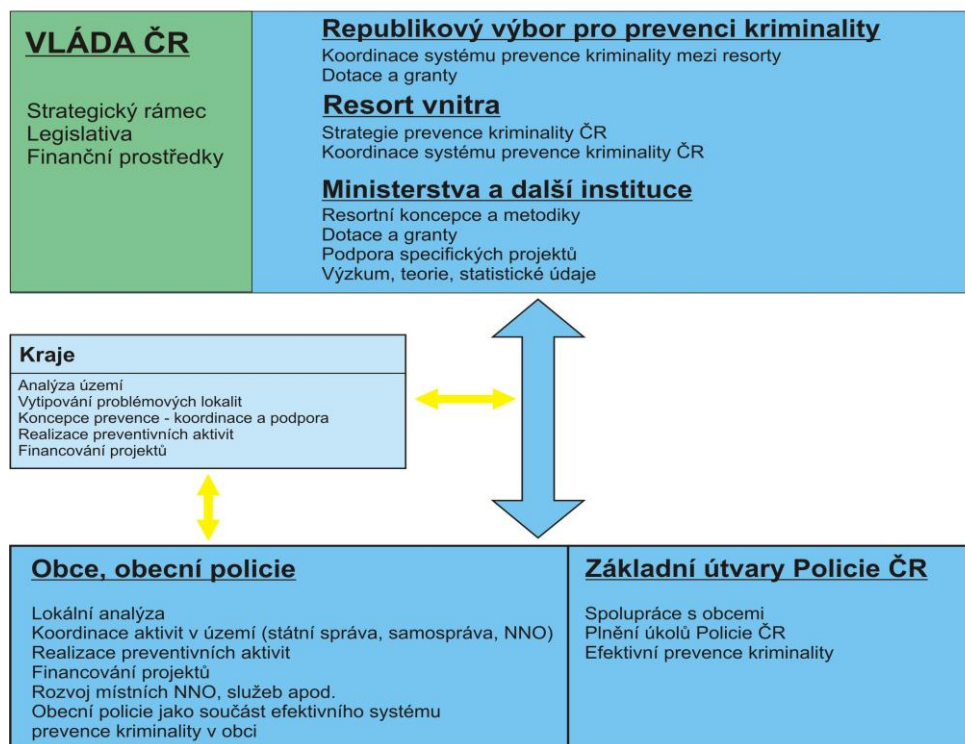 VLÁDA ČR
Strategický rámec
Legislativa
Finanční prostředky
Republikový výbor pro prevenci kriminality
Koordinace systému prevence kriminality mezi resorty
Dotace a granty
Resort vnitra
Strategie prevence kriminality ČR
Koordinace systému prevence kriminality ČR
Ministerstva a další instituce
Resortní koncepce a metodiky
Dotace a granty
Podpora specifických projektů
Výzkum, teorie, statistické údaje
Kraje
Analýza území
Vytipování problémových lokalit
Koncepce prevence - koordinace a podpora
Realizace preventivních aktivit
Financování projektů
Obce, obecní policie
Lokální analýza
Koordinace aktivit v území (státní správa, samospráva, NNO)
Realizace preventivních aktivit
Financování projektů
Rozvoj místních NNO, služeb apod.
Obecní policie jako součást efektivního systému
prevence kriminality v obci
Základní útvary Policie ČR
Spolupráce s obcemi
Plnění úkolů Policie ČR
Efektivní prevence kriminality